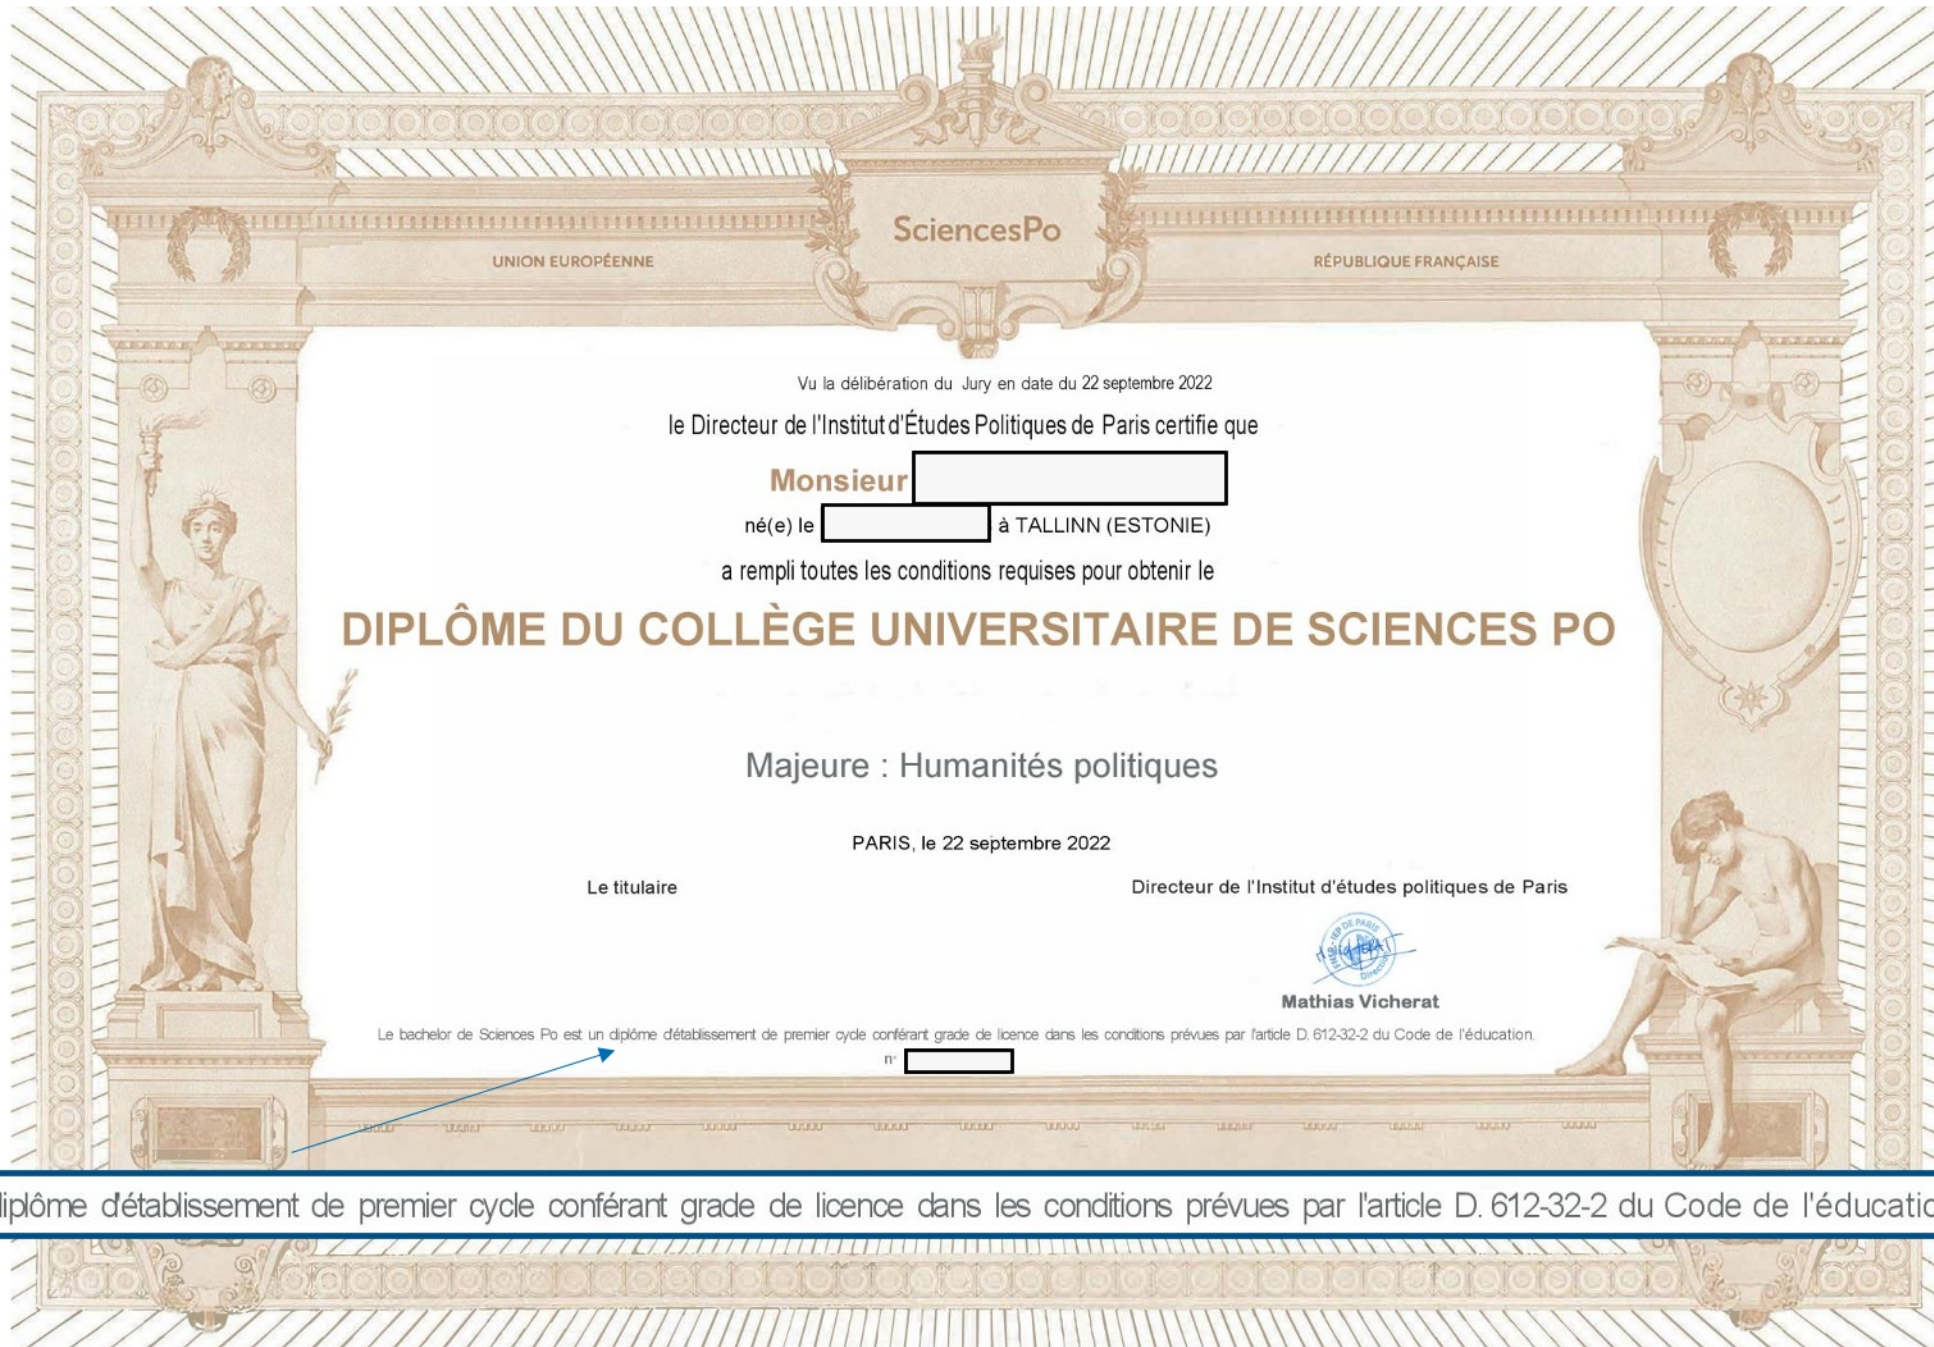 SciencesPo
UNION EUROPÉENNE
RÉPUBLIQUE FRANÇAISE
Vu la délibération du Jury en date du 22 septembre 2022
le Directeur de l'Institut d'Études Politiques de Paris certifie que
Monsieur
né(e) le à TALLINN (ESTONIE)
a rempli toutes les conditions requises pour obtenir le
DIPLÔME DU COLLÈGE UNIVERSITAIRE DE SCIENCES PO
Majeure : Humanités politiques
PARIS, le 22 septembre 2022
Le titulaire
Directeur de l'Institut d'études politiques de Paris
FNSP - IEP DE PARIS
Direction
Mathias Vicherat
Le bachelor de Sciences Po est un diplôme d'établissement de premier cycle conférant grade de licence dans les conditions prévues par l'article D. 612-32-2 du Code de l'éducation.
n°
iplôme d'établissement de premier cycle conférant grade de licence dans les conditions prévues par l'article D. 612-32-2 du Code de l'éducatio